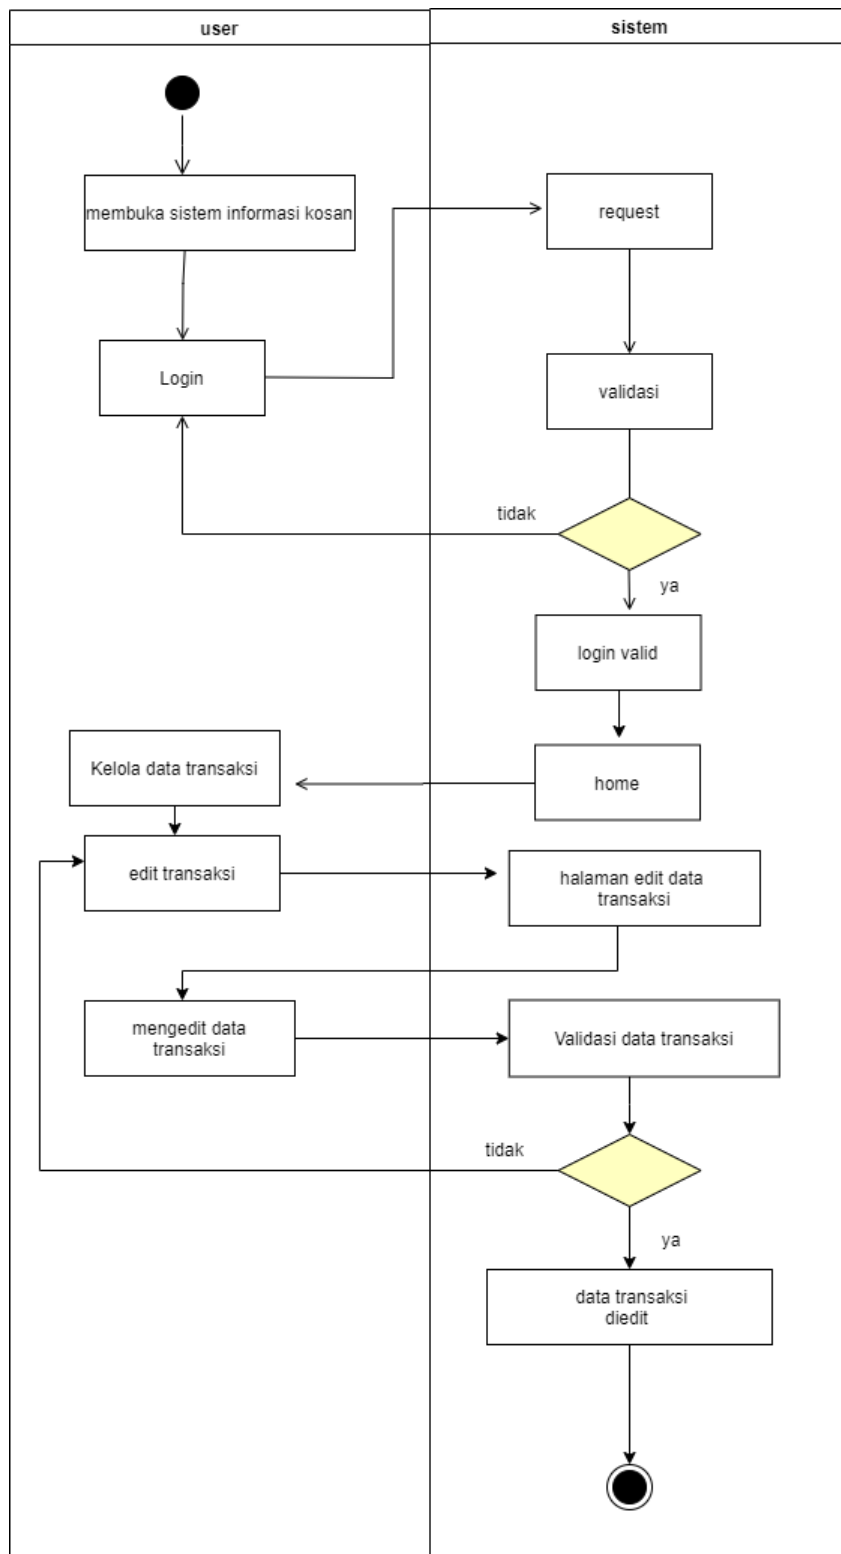 user
sistem
membuka sistem informasi kosan
request
Login
validasi
tidak
ya
login valid
Kelola data transaksi
home
edit transaksi
halaman edit data
transaksi
mengedit data
transaksi
Validasi data transaksi
tidak
ya
data transaksi
diedit